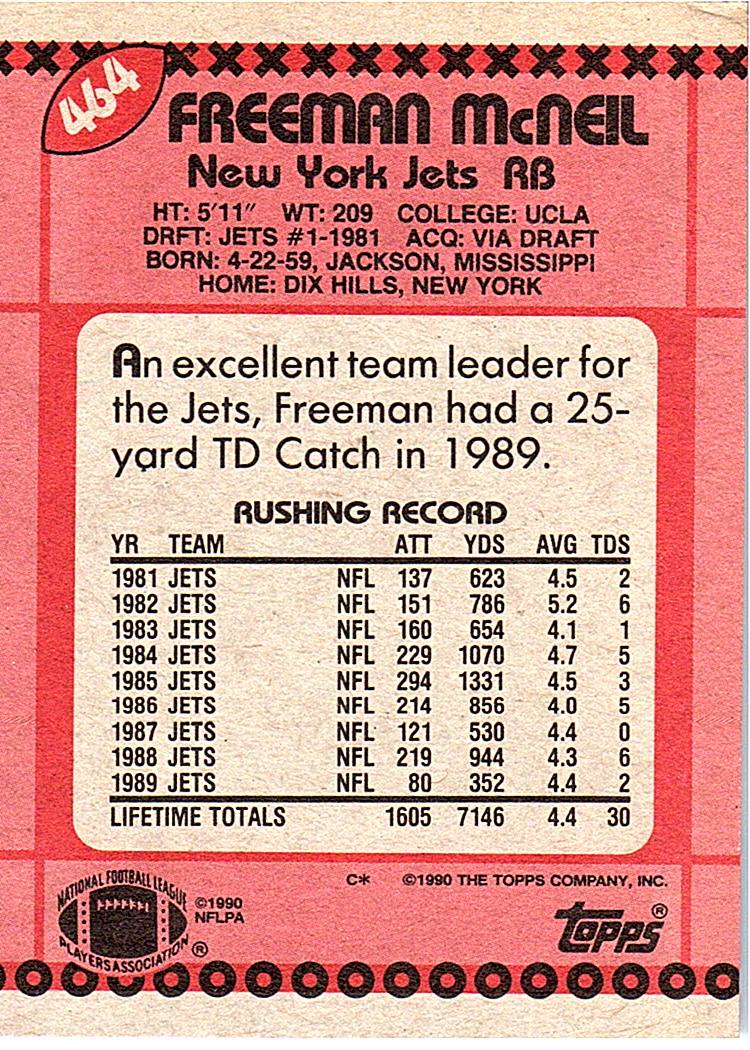 464
FREEMAN McNEIL
New York Jets RB
HT: 5'11" WT: 209 COLLEGE: UCLA
DRFT: JETS #1-1981 ACQ: VIA DRAFT
BORN: 4-22-59, JACKSON, MISSISSIPPI
HOME: DIX HILLS, NEW YORK
An excellent team leader for
the Jets, Freeman had a 25-
yard TD Catch in 1989.
RUSHING RECORD
YR TEAM ATT YDS AVG TDS
1981 JETS NFL 137 623 4.5 2
1982 JETS NFL 151 786 5.2 6
1983 JETS NFL 160 654 4.1 1
1984 JETS NFL 229 1070 4.7 5
1985 JETS NFL 294 1331 4.5 3
1986 JETS NFL 214 856 4.0 5
1987 JETS NFL 121 530 4.4 0
1988 JETS NFL 219 944 4.3 6
1989 JETS NFL 80 352 4.4 2
LIFETIME TOTALS 1605 7146 4.4 30
C* ©1990 THE TOPPS COMPANY, INC.
NATIONAL FOOTBALL LEAGUE
PLAYERS ASSOCIATION ®
©1990
NFLPA
Topps ®